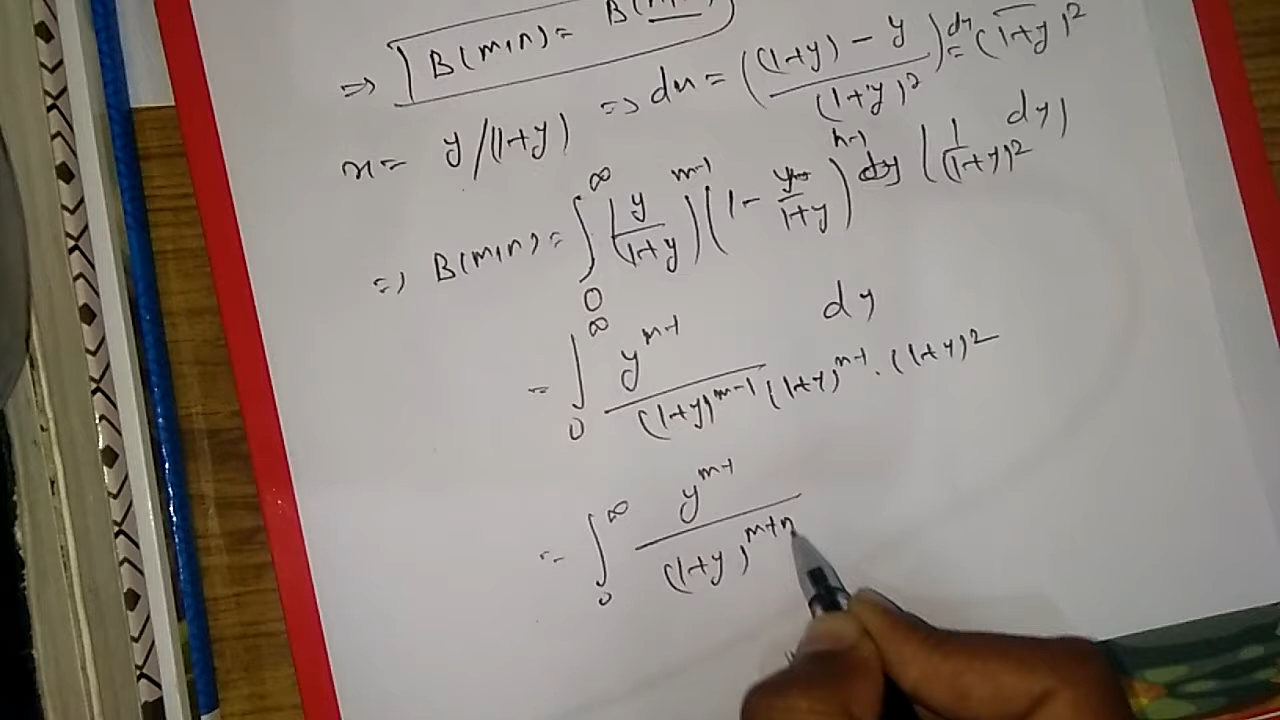 ⇒ B(m,n) = B(
x = y/(1+y) ⇒ dx = ((1+y) - y / (1+y)²) dy = (1+y)²
⇒ B(m,n) = ∫₀^∞ (y/1+y)^m-1 (1 - y/1+y)^n-1 (1/(1+y)² dy)
= ∫₀^∞ y^m-1 dy / (1+y)^m-1 (1+y)^n-1 . (1+y)²
= ∫₀^∞ y^m-1 / (1+y)^m+n